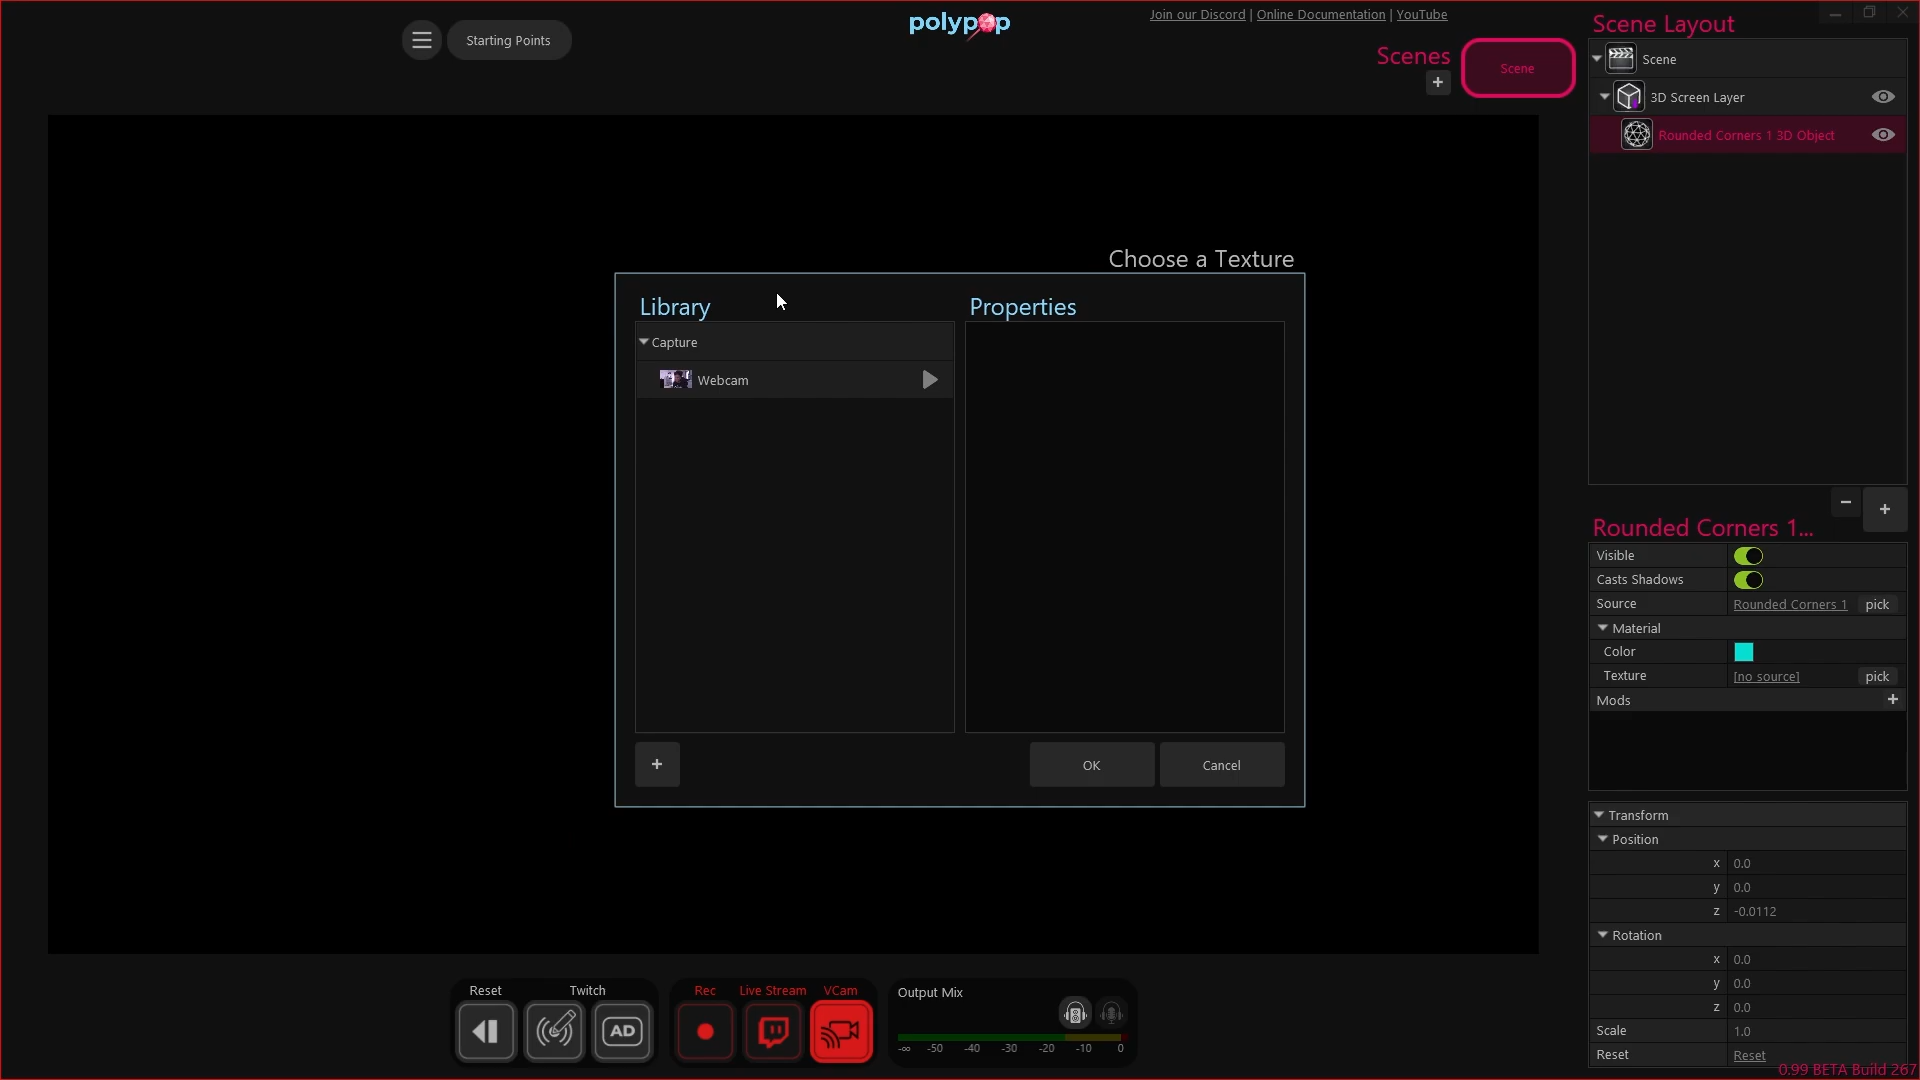 polypop
Join our Discord | Online Documentation | YouTube
Starting Points
Scenes
+
Scene
Scene Layout
Scene
3D Screen Layer
Rounded Corners 1 3D Object
Choose a Texture
Library
Properties
Capture
Webcam
+
OK
Cancel
- +
Rounded Corners 1...
Visible
Casts Shadows
Source Rounded Corners 1 pick
Material
Color
Texture [no source] pick
Mods +
Transform
Position
x 0.0
y 0.0
z -0.0112
Rotation
x 0.0
y 0.0
z 0.0
Scale 1.0
Reset Reset
0.99 BETA Build 267
Reset Twitch
AD
Rec Live Stream VCam
Output Mix
-∞ -50 -40 -30 -20 -10 0